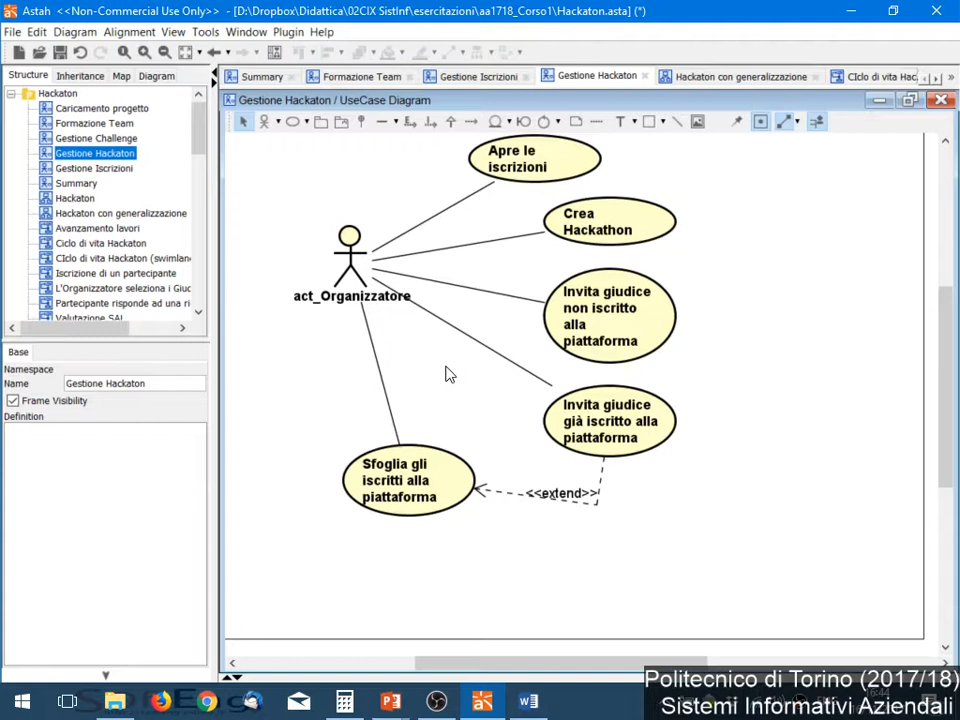 Astah <<Non-Commercial Use Only>> - [D:\Dropbox\Didattica\02CIX SistInf\esercitazioni\aa1718_Corso1\Hackaton.asta] (*)
File Edit Diagram Alignment View Tools Window Plugin Help
Structure Inheritance Map Diagram
Summary Formazione Team Gestione Iscrizioni Gestione Hackaton Hackaton con generalizzazione CIclo di vita Hac
Gestione Hackaton / UseCase Diagram
Hackaton
Caricamento progetto
Formazione Team
Gestione Challenge
Gestione Hackaton
Gestione Iscrizioni
Summary
Hackaton
Hackaton con generalizzazione
Avanzamento lavori
Ciclo di vita Hackaton
CIclo di vita Hackaton (swimlan
Iscrizione di un partecipante
L'Organizzatore seleziona i Giud
Partecipante risponde ad una ri
Valutazione SAL
Base
Namespace
Name Gestione Hackaton
Frame Visibility
Definition
Apre le
iscrizioni
Crea
Hackathon
act_Organizzatore
Invita giudice
non iscritto
alla
piattaforma
Invita giudice
già iscritto alla
piattaforma
Sfoglia gli
iscritti alla
piattaforma
<<extend>>
Politecnico di Torino (2017/18)
Sistemi Informativi Aziendali
16:44